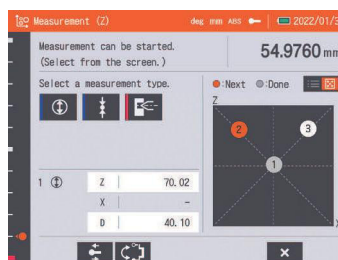 Measurement (Z) deg mm ABS 2022/01/3
Measurement can be started.
(Select from the screen.)
54.9760 mm
Select a measurement type.
:Next :Done
Z
2
3
1
X
1 Z 70.02
X -
D 40.10